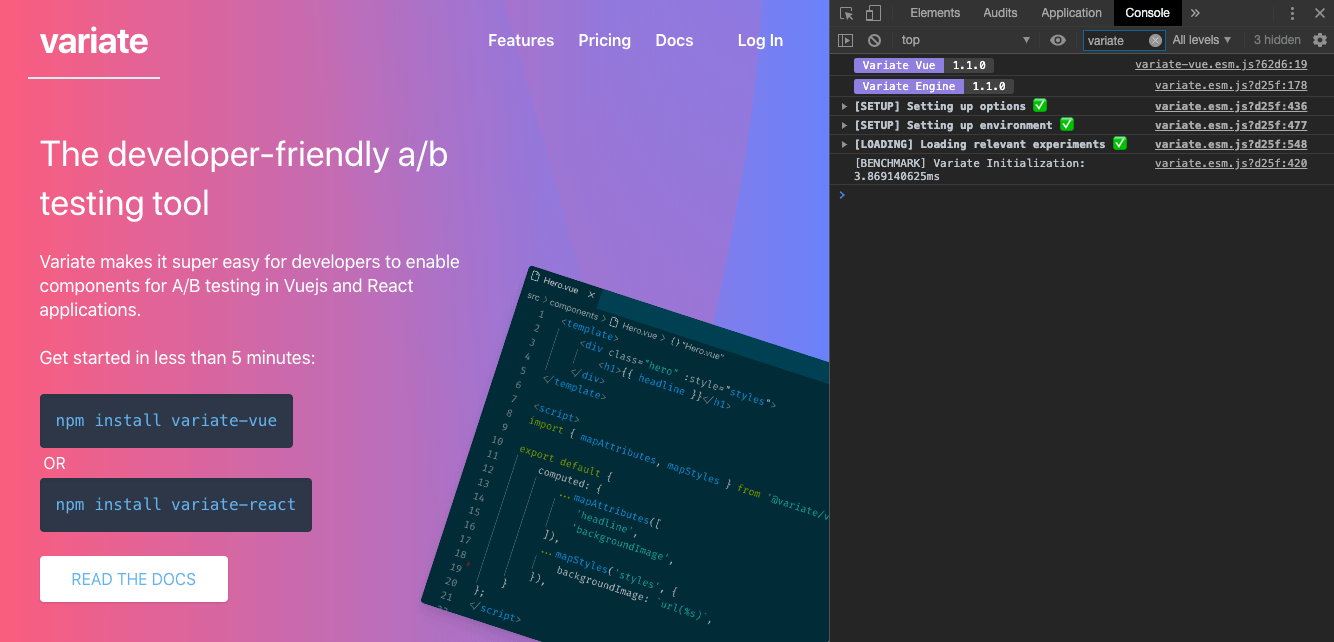 variate
Features Pricing Docs Log In
The developer-friendly a/b
testing tool
Variate makes it super easy for developers to enable
components for A/B testing in Vuejs and React
applications.
Get started in less than 5 minutes:
npm install variate-vue
OR
npm install variate-react
READ THE DOCS
Hero.vue ×
src > components > Hero.vue > {} "Hero.vue"
1 <template>
2 <div class="hero" :style="styles">
3 <h1>{{ headline }}</h1>
4 </div>
5 </template>
6
7 <script>
8 import { mapAttributes, mapStyles } from '@variate/v
9
10 export default {
11 computed: {
12 ...mapAttributes([
13 'headline',
14 'backgroundImage',
15 ]),
16 ...mapStyles('styles', {
17 backgroundImage: `url(%s)`,
18 }),
19 }
20 };
21 </script>
Elements Audits Application Console »
top variate All levels 3 hidden
Variate Vue 1.1.0 variate-vue.esm.js?62d6:19
Variate Engine 1.1.0 variate.esm.js?d25f:178
[SETUP] Setting up options ✅ variate.esm.js?d25f:436
[SETUP] Setting up environment ✅ variate.esm.js?d25f:477
[LOADING] Loading relevant experiments ✅ variate.esm.js?d25f:548
[BENCHMARK] Variate Initialization: variate.esm.js?d25f:420
3.869140625ms